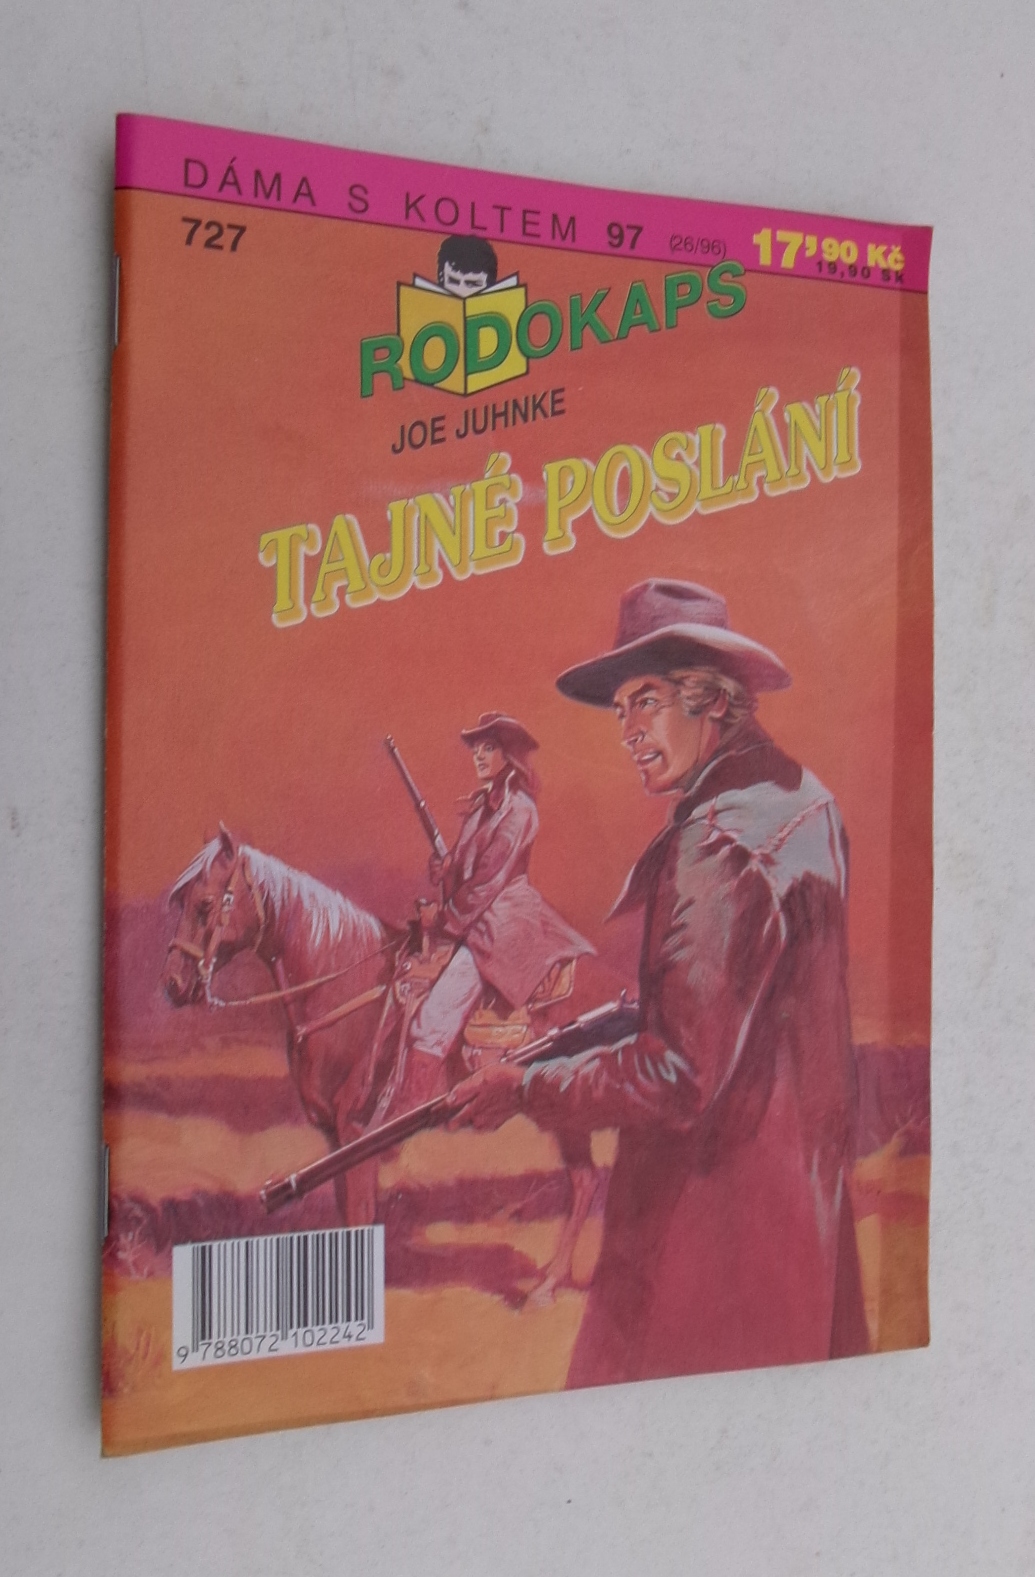 DÁMA S KOLTEM 97 (26/96) 17,90 Kč
19,90 Sk
727
RODOKAPS
JOE JUHNKE
TAJNÉ POSLÁNÍ
9 788072 102242